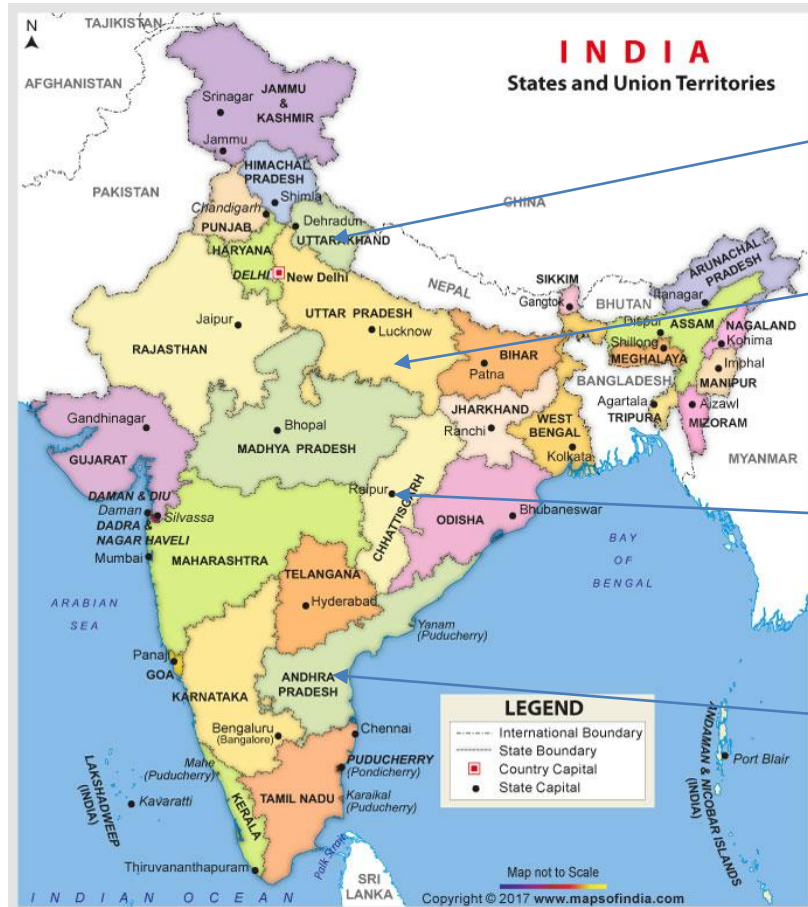 TAJIKISTAN
N
INDIA
States and Union Territories
AFGHANISTAN
JAMMU
&
KASHMIR
Srinagar
Jammu
HIMACHAL
PRADESH
Shimla
PAKISTAN
CHINA
Chandigarh
PUNJAB
Dehradun
UTTARAKHAND
HARYANA
DELHI
New Delhi
NEPAL
SIKKIM
Gangtok
BHUTAN
ARUNACHAL
PRADESH
Itanagar
UTTAR PRADESH
Lucknow
Jaipur
RAJASTHAN
Dispur
ASSAM
NAGALAND
Kohima
Shillong
MEGHALAYA
Imphal
MANIPUR
BIHAR
Patna
BANGLADESH
Agartala
TRIPURA
Aizawl
MIZORAM
JHARKHAND
Ranchi
WEST
BENGAL
Kolkata
Gandhinagar
GUJARAT
Bhopal
MADHYA PRADESH
MYANMAR
DAMAN & DIU
Daman
Silvassa
DADRA &
NAGAR HAVELI
Mumbai
MAHARASHTRA
Raipur
CHHATTISGARH
ODISHA
Bhubaneswar
BAY
OF
BENGAL
TELANGANA
Hyderabad
ARABIAN
SEA
Yanam
(Puducherry)
Panaji
GOA
KARNATAKA
ANDHRA
PRADESH
Bengaluru
(Bangalore)
Chennai
Mahe
(Puducherry)
PUDUCHERRY
(Pondicherry)
TAMIL NADU
Karaikal
(Puducherry)
KERALA
LAKSHADWEEP
(INDIA)
Kavaratti
Thiruvananthapuram
Palk Strait
SRI
LANKA
INDIAN OCEAN
LEGEND
International Boundary
State Boundary
Country Capital
State Capital
ANDAMAN & NICOBAR ISLANDS
(INDIA)
Port Blair
Map not to Scale
Copyright © 2017 www.mapsofindia.com